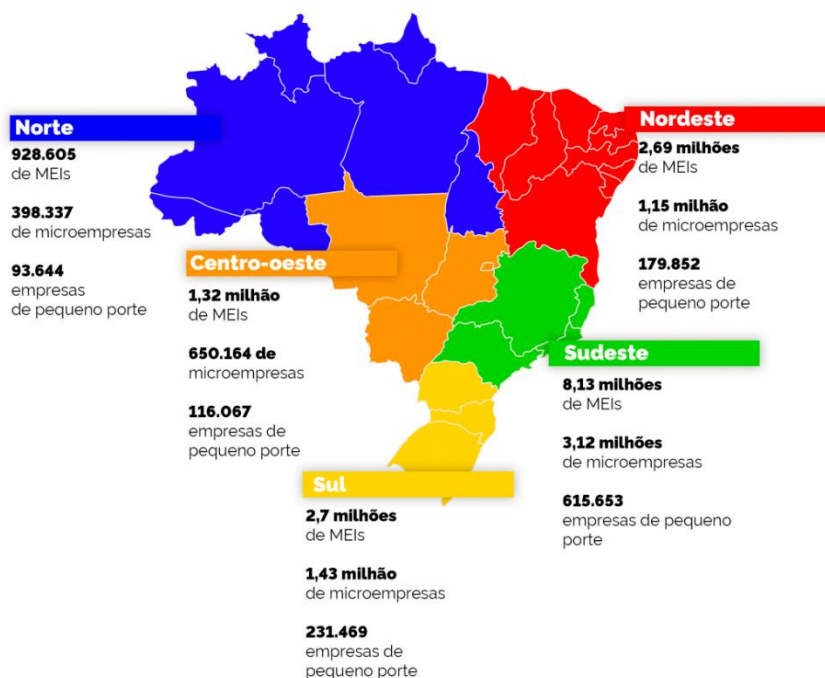 Norte
928.605
de MEIs
398.337
de microempresas
93.644
empresas
de pequeno porte
Nordeste
2,69 milhões
de MEIs
1,15 milhão
de microempresas
179.852
empresas de
pequeno porte
Centro-oeste
1,32 milhão
de MEIs
650.164 de
microempresas
116.067
empresas de
pequeno porte
Sudeste
8,13 milhões
de MEIs
3,12 milhões
de microempresas
615.653
empresas de pequeno
porte
Sul
2,7 milhões
de MEIs
1,43 milhão
de microempresas
231.469
empresas de
pequeno porte